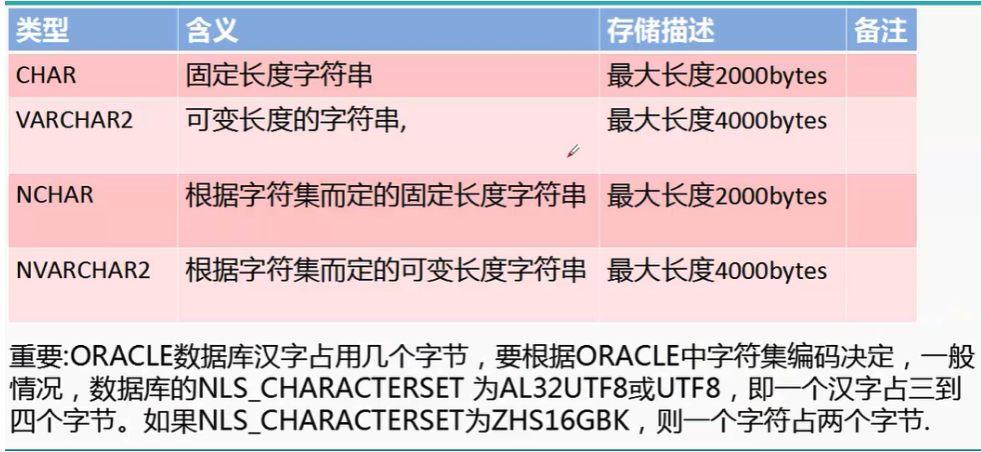 类型 含义 存储描述 备注
CHAR 固定长度字符串 最大长度2000bytes
VARCHAR2 可变长度的字符串, 最大长度4000bytes
NCHAR 根据字符集而定的固定长度字符串 最大长度2000bytes
NVARCHAR2 根据字符集而定的可变长度字符串 最大长度4000bytes
重要:ORACLE数据库汉字占用几个字节，要根据ORACLE中字符集编码决定，一般
情况，数据库的NLS_CHARACTERSET 为AL32UTF8或UTF8，即一个汉字占三到
四个字节。如果NLS_CHARACTERSET为ZHS16GBK，则一个字符占两个字节.